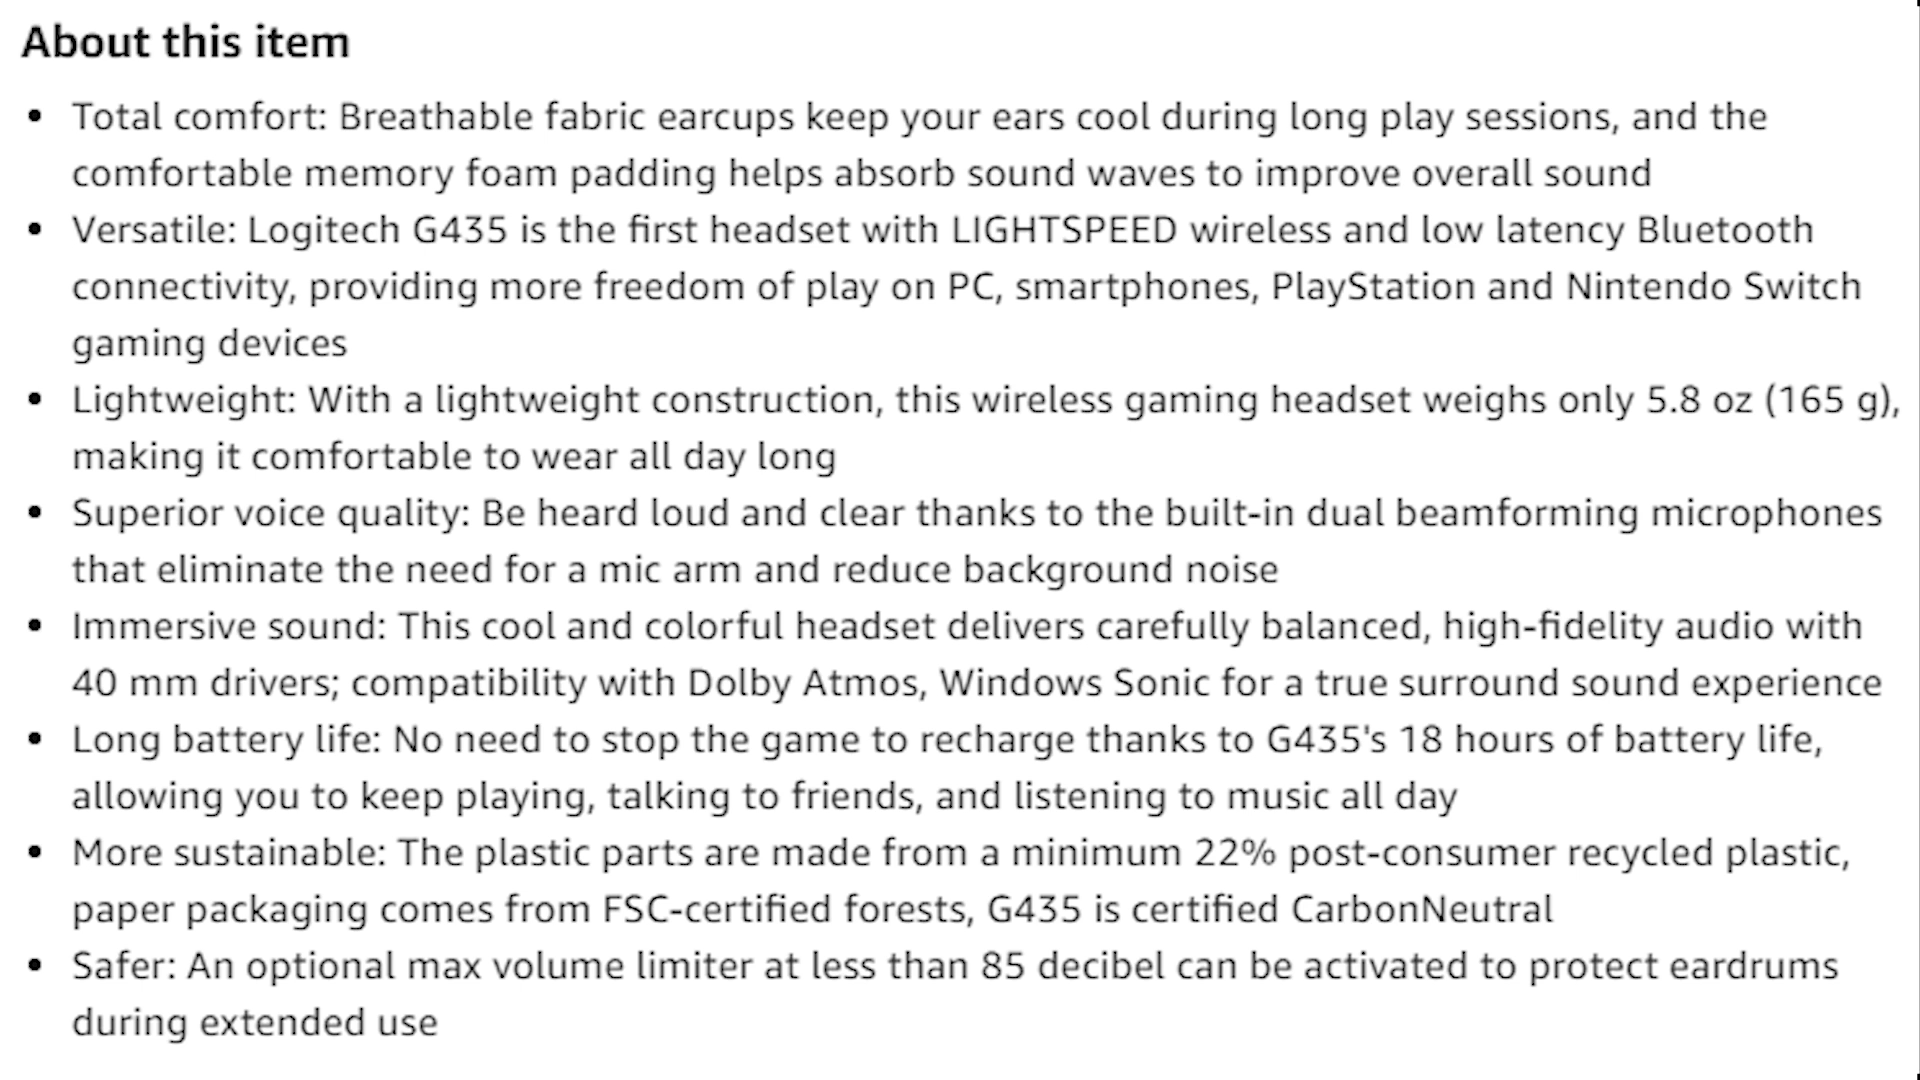 About this item
• Total comfort: Breathable fabric earcups keep your ears cool during long play sessions, and the
comfortable memory foam padding helps absorb sound waves to improve overall sound
• Versatile: Logitech G435 is the first headset with LIGHTSPEED wireless and low latency Bluetooth
connectivity, providing more freedom of play on PC, smartphones, PlayStation and Nintendo Switch
gaming devices
• Lightweight: With a lightweight construction, this wireless gaming headset weighs only 5.8 oz (165 g),
making it comfortable to wear all day long
• Superior voice quality: Be heard loud and clear thanks to the built-in dual beamforming microphones
that eliminate the need for a mic arm and reduce background noise
• Immersive sound: This cool and colorful headset delivers carefully balanced, high-fidelity audio with
40 mm drivers; compatibility with Dolby Atmos, Windows Sonic for a true surround sound experience
• Long battery life: No need to stop the game to recharge thanks to G435's 18 hours of battery life,
allowing you to keep playing, talking to friends, and listening to music all day
• More sustainable: The plastic parts are made from a minimum 22% post-consumer recycled plastic,
paper packaging comes from FSC-certified forests, G435 is certified CarbonNeutral
• Safer: An optional max volume limiter at less than 85 decibel can be activated to protect eardrums
during extended use